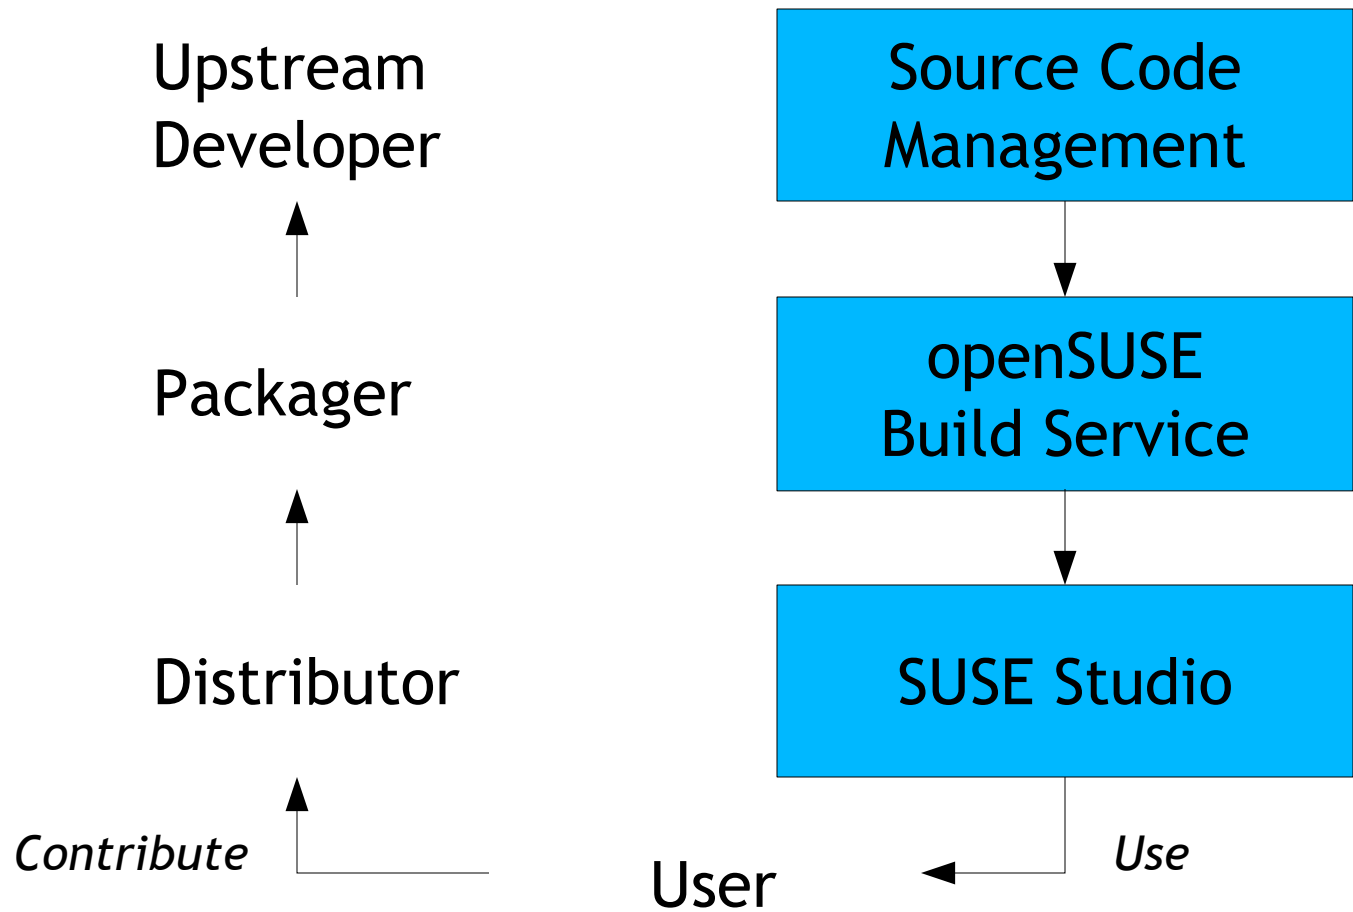 Upstream
Developer
Source Code
Management
Packager
openSUSE
Build Service
Distributor
SUSE Studio
Contribute
User
Use